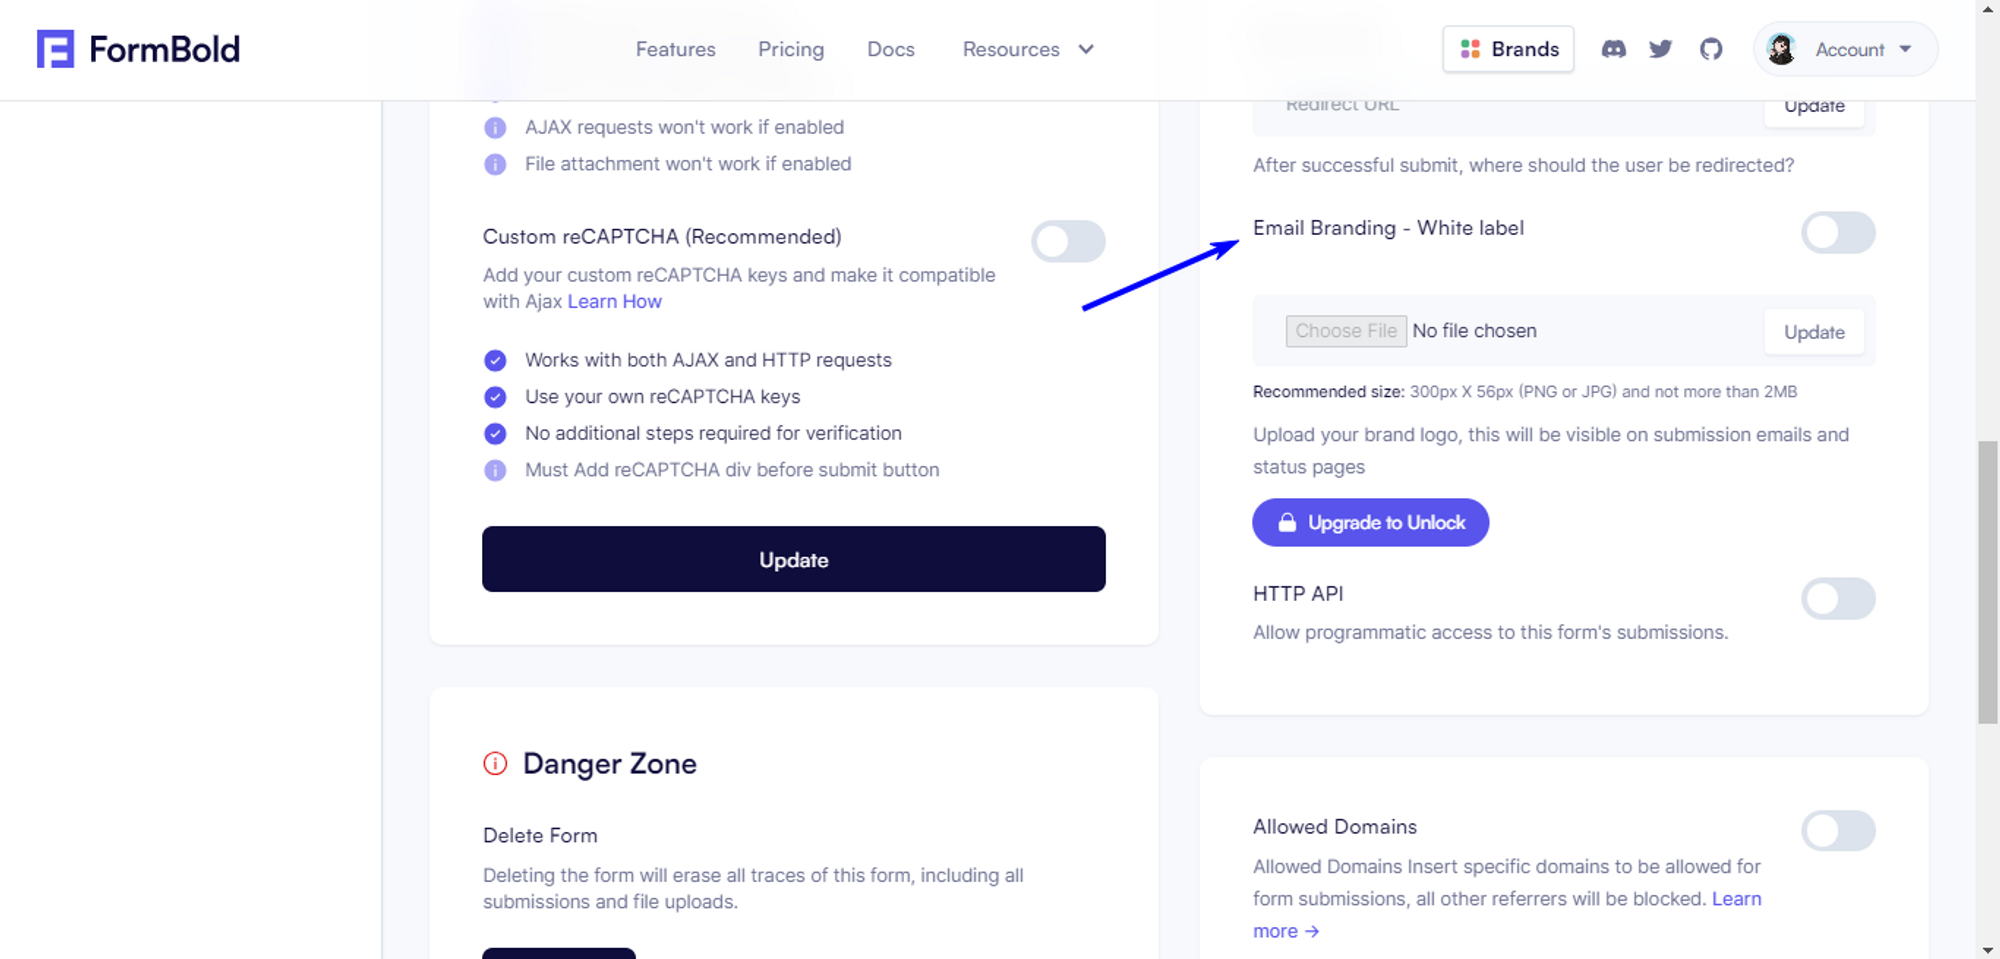 FormBold
Features
Pricing
Docs
Resources
Brands
Account
AJAX requests won't work if enabled
File attachment won't work if enabled
Custom reCAPTCHA (Recommended)
Add your custom reCAPTCHA keys and make it compatible
with Ajax Learn How
Works with both AJAX and HTTP requests
Use your own reCAPTCHA keys
No additional steps required for verification
Must Add reCAPTCHA div before submit button
Update
Danger Zone
Delete Form
Deleting the form will erase all traces of this form, including all
submissions and file uploads.
Redirect URL
Update
After successful submit, where should the user be redirected?
Email Branding - White label
Choose File No file chosen
Update
Recommended size: 300px X 56px (PNG or JPG) and not more than 2MB
Upload your brand logo, this will be visible on submission emails and
status pages
Upgrade to Unlock
HTTP API
Allow programmatic access to this form's submissions.
Allowed Domains
Allowed Domains Insert specific domains to be allowed for
form submissions, all other referrers will be blocked. Learn
more →